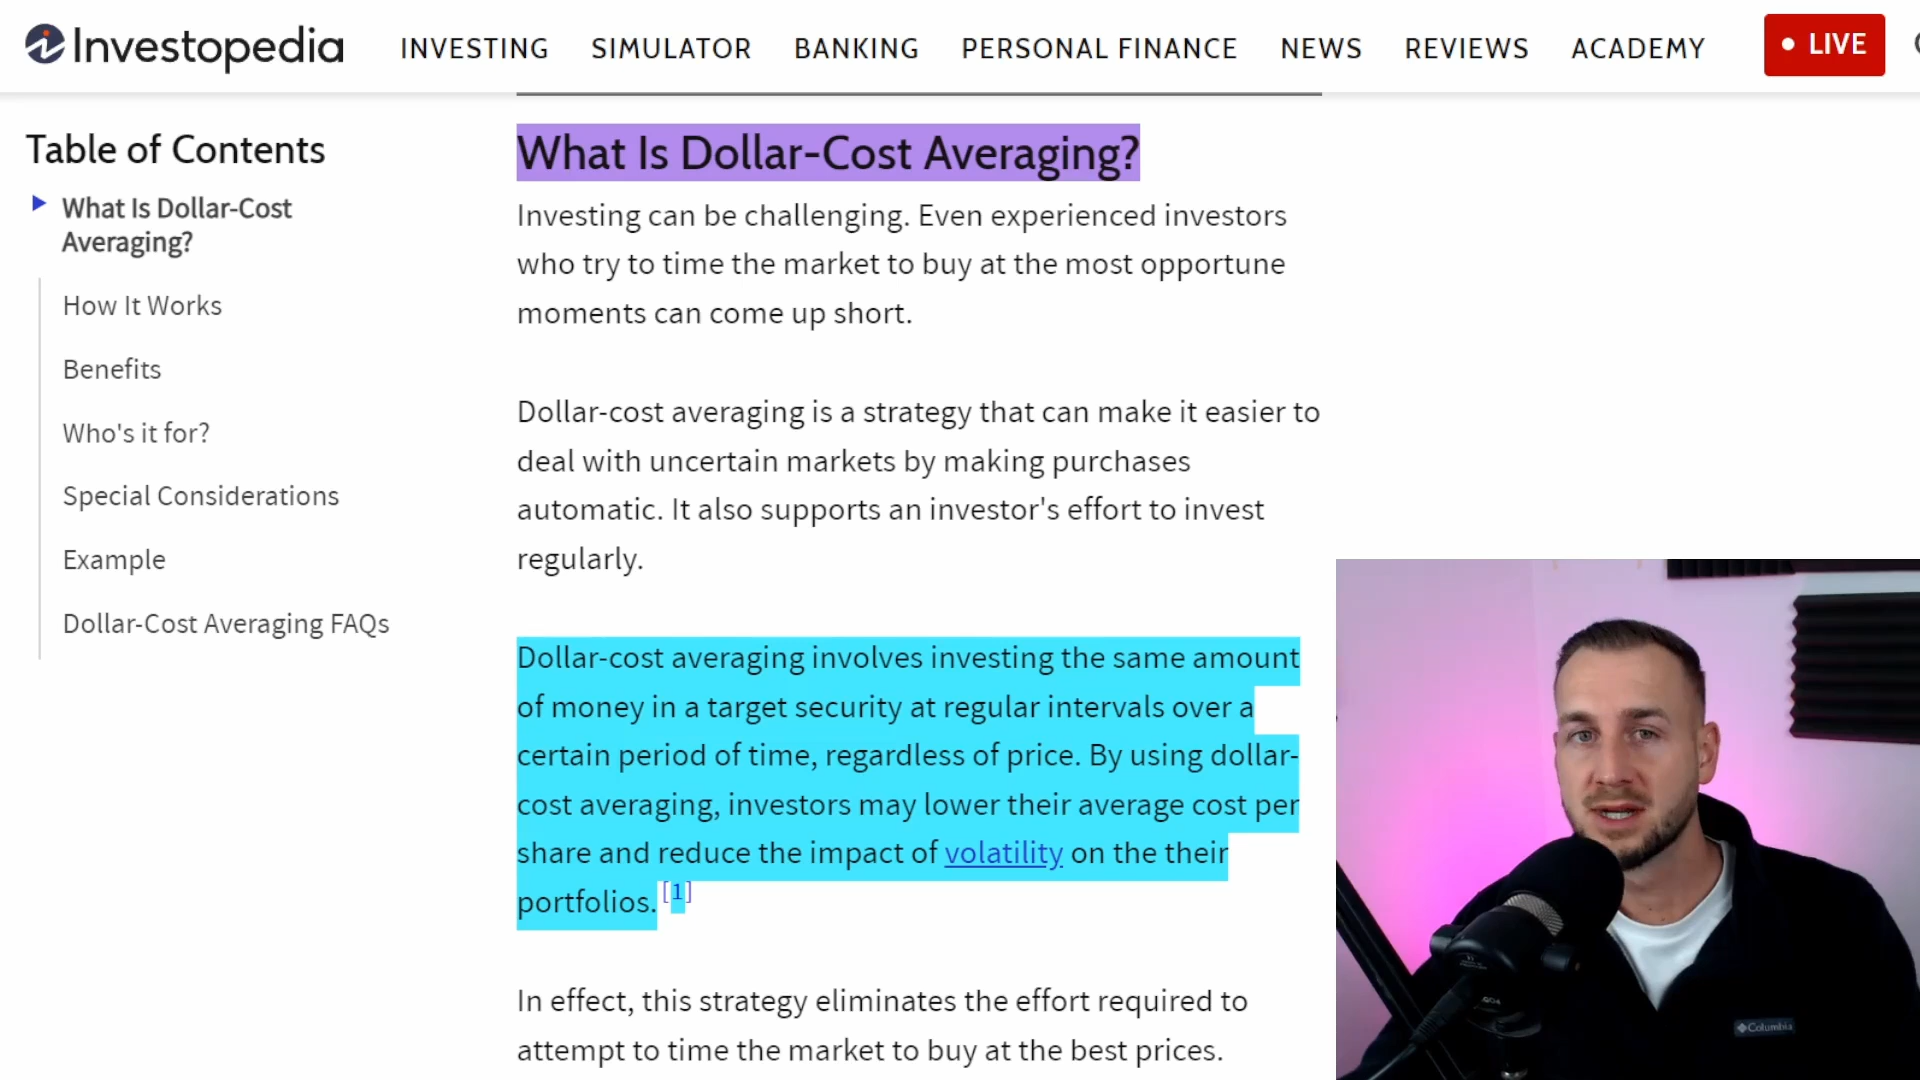 Investopedia
INVESTING SIMULATOR BANKING PERSONAL FINANCE NEWS REVIEWS ACADEMY
LIVE
Table of Contents
What Is Dollar-Cost
Averaging?
How It Works
Benefits
Who's it for?
Special Considerations
Example
Dollar-Cost Averaging FAQs
What Is Dollar-Cost Averaging?
Investing can be challenging. Even experienced investors
who try to time the market to buy at the most opportune
moments can come up short.
Dollar-cost averaging is a strategy that can make it easier to
deal with uncertain markets by making purchases
automatic. It also supports an investor's effort to invest
regularly.
Dollar-cost averaging involves investing the same amount
of money in a target security at regular intervals over a
certain period of time, regardless of price. By using dollar-
cost averaging, investors may lower their average cost per
share and reduce the impact of volatility on the their
portfolios. [1]
In effect, this strategy eliminates the effort required to
attempt to time the market to buy at the best prices.
Columbia